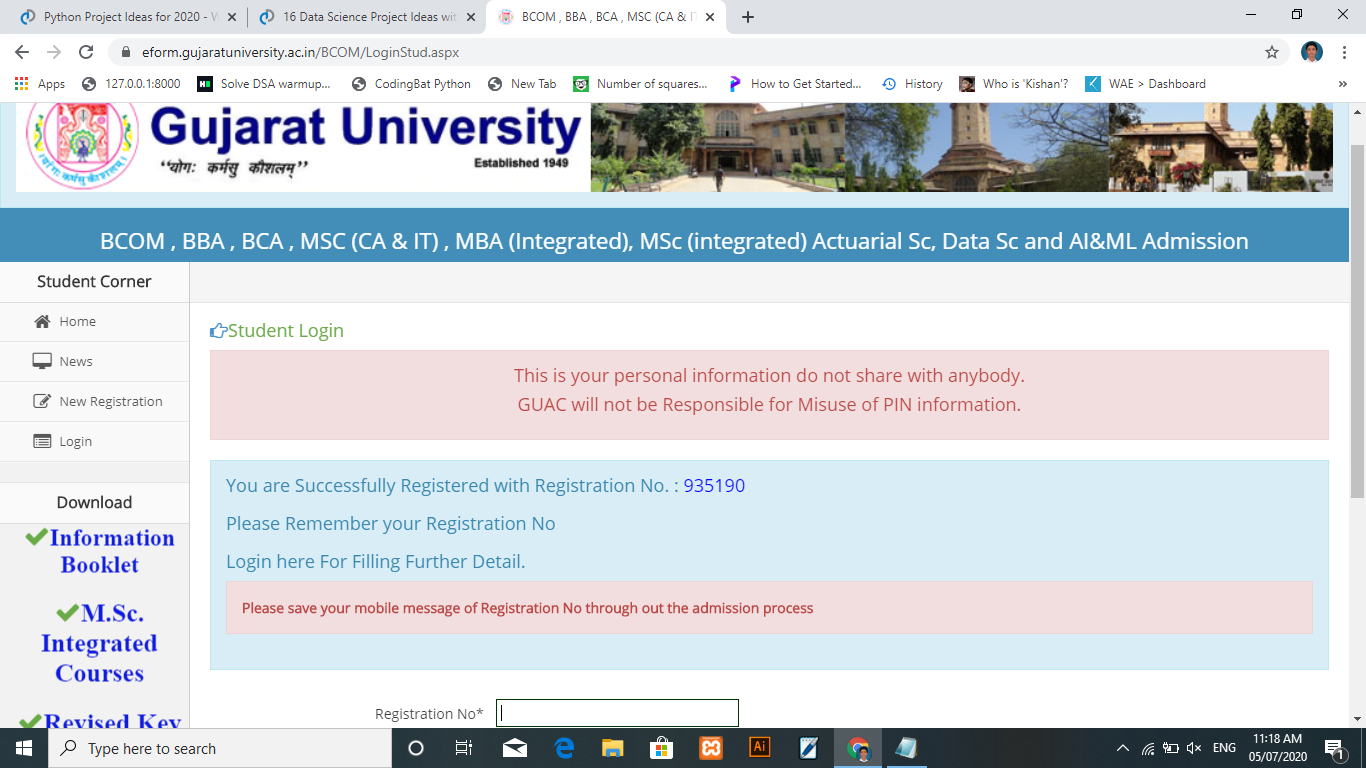 Python Project Ideas for 2020 - W
16 Data Science Project Ideas wit
BCOM , BBA , BCA , MSC (CA & IT
eform.gujaratuniversity.ac.in/BCOM/LoginStud.aspx
Apps
127.0.0.1:8000
Solve DSA warmup...
CodingBat Python
New Tab
Number of squares...
How to Get Started...
History
Who is 'Kishan'?
WAE > Dashboard
»
Gujarat University
Established 1949
“योगः कर्मसु कौशलम्”
BCOM , BBA , BCA , MSC (CA & IT) , MBA (Integrated), MSc (integrated) Actuarial Sc, Data Sc and AI&ML Admission
Student Corner
Home
News
New Registration
Login
Download
Information
Booklet
M.Sc.
Integrated
Courses
Revised Key
Student Login
This is your personal information do not share with anybody.
GUAC will not be Responsible for Misuse of PIN information.
You are Successfully Registered with Registration No. : 935190
Please Remember your Registration No
Login here For Filling Further Detail.
Please save your mobile message of Registration No through out the admission process
Registration No*
Type here to search
Ai
ENG
11:18 AM
05/07/2020
1